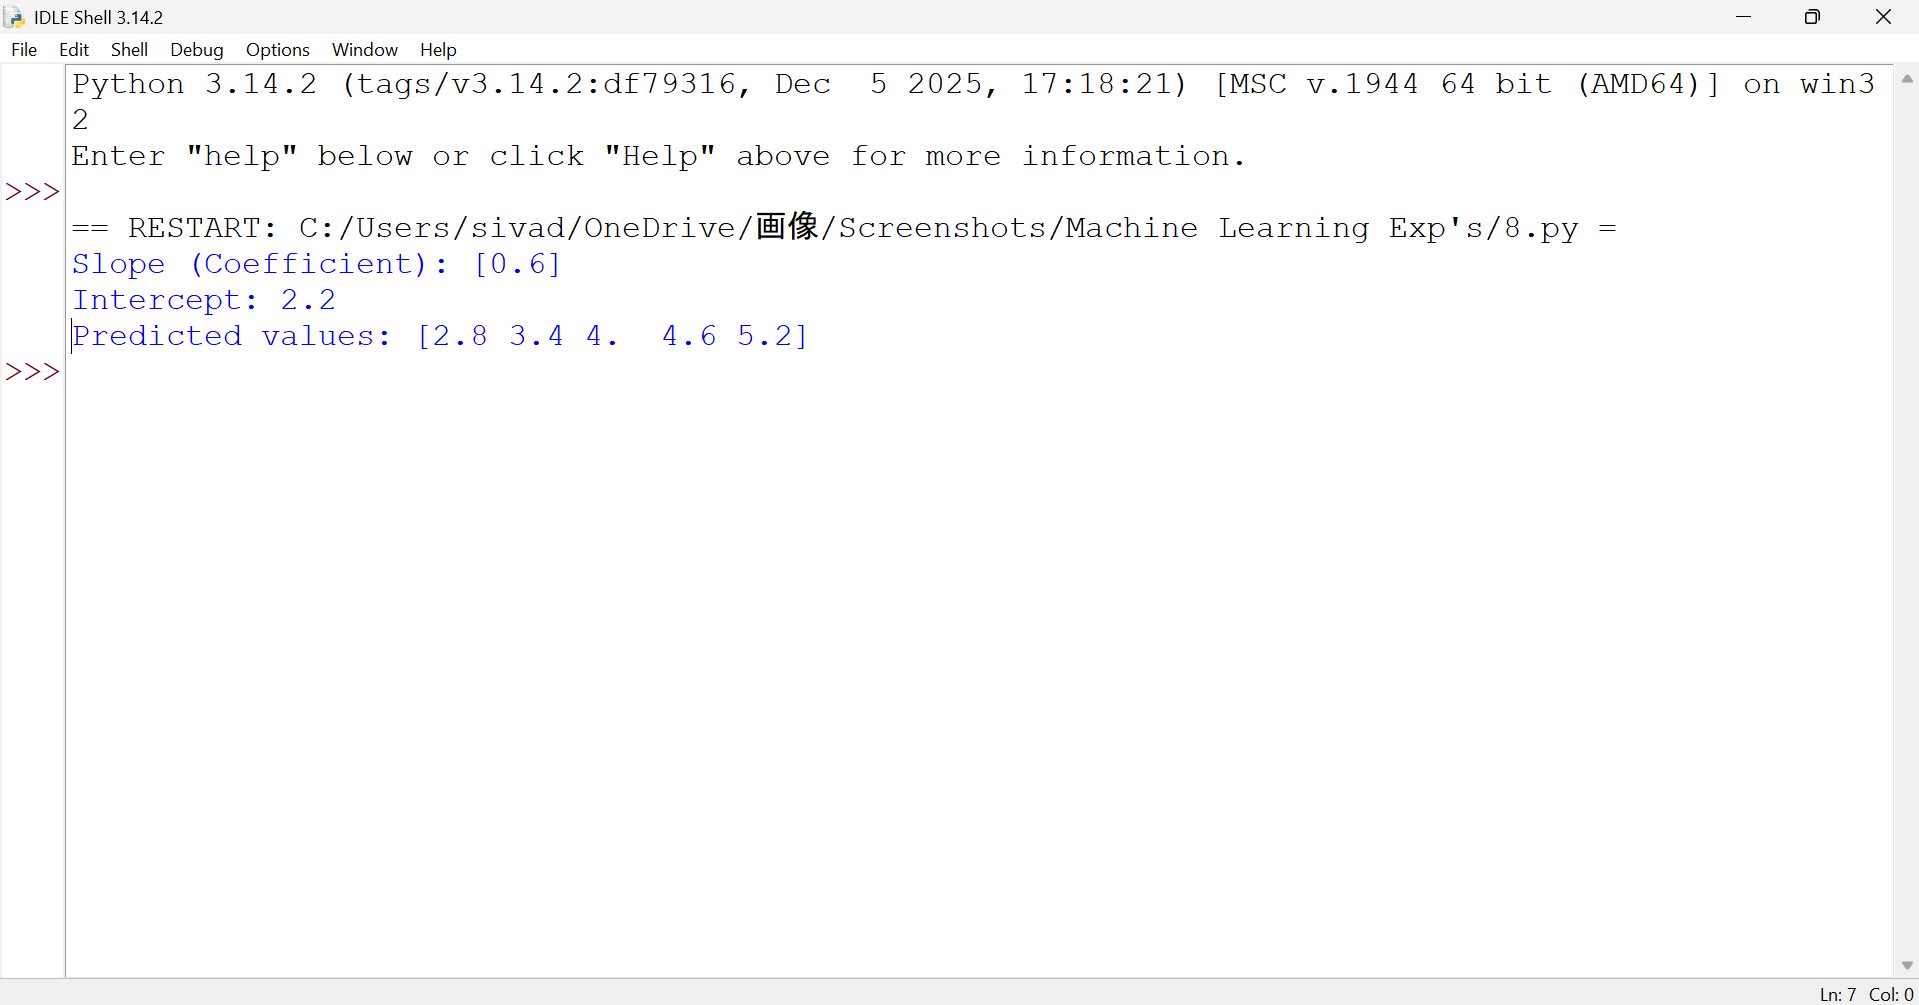 IDLE Shell 3.14.2
File Edit Shell Debug Options Window Help
Python 3.14.2 (tags/v3.14.2:df79316, Dec  5 2025, 17:18:21) [MSC v.1944 64 bit (AMD64)] on win3
2
Enter "help" below or click "Help" above for more information.
>>>
== RESTART: C:/Users/sivad/OneDrive/画像/Screenshots/Machine Learning Exp's/8.py =
Slope (Coefficient): [0.6]
Intercept: 2.2
Predicted values: [2.8 3.4 4.  4.6 5.2]
>>>
Ln: 7 Col: 0